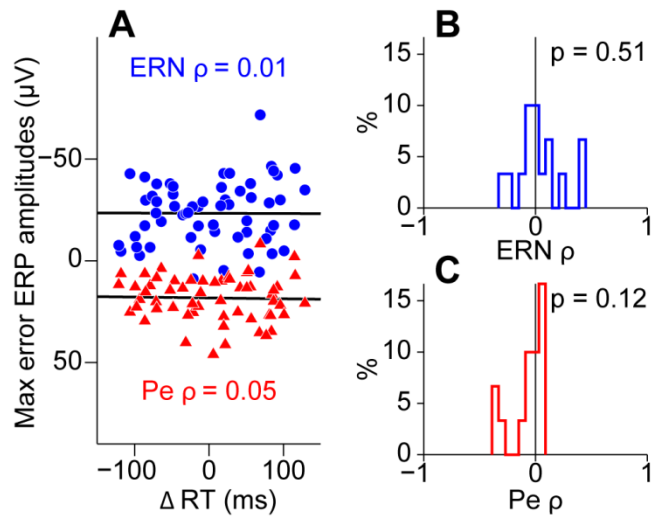 A
ERN ρ = 0.01
Max error ERP amplitudes (µV)
−50
0
50
Pe ρ = 0.05
−100
0
100
Δ RT (ms)
B
p = 0.51
%
15
10
5
0
−1
0
1
ERN ρ
C
p = 0.12
%
15
10
5
0
−1
0
1
Pe ρ